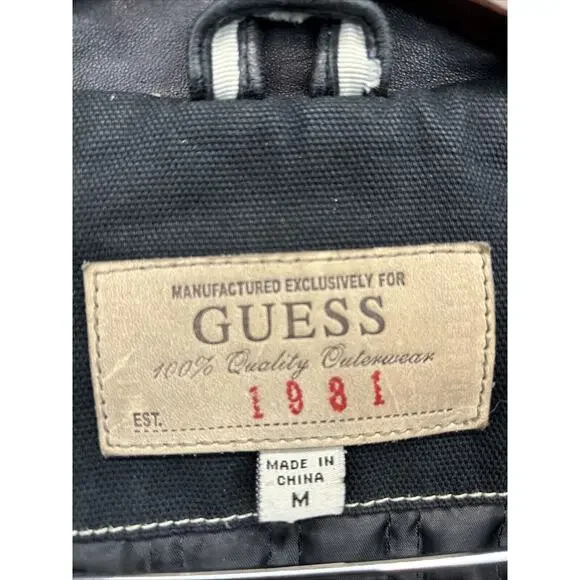 MANUFACTURED EXCLUSIVELY FOR
GUESS
100% Quality Outerwear
EST. 1981
MADE IN
CHINA
M